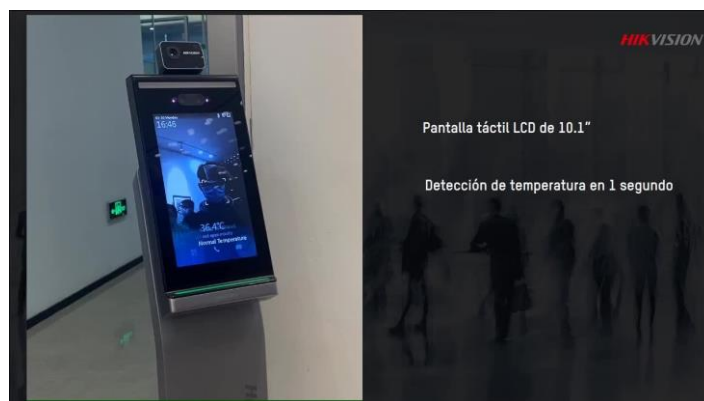 HIKVISION
Pantalla táctil LCD de 10.1"
Detección de temperatura en 1 segundo
16:46
36.4°C
Normal Temperature